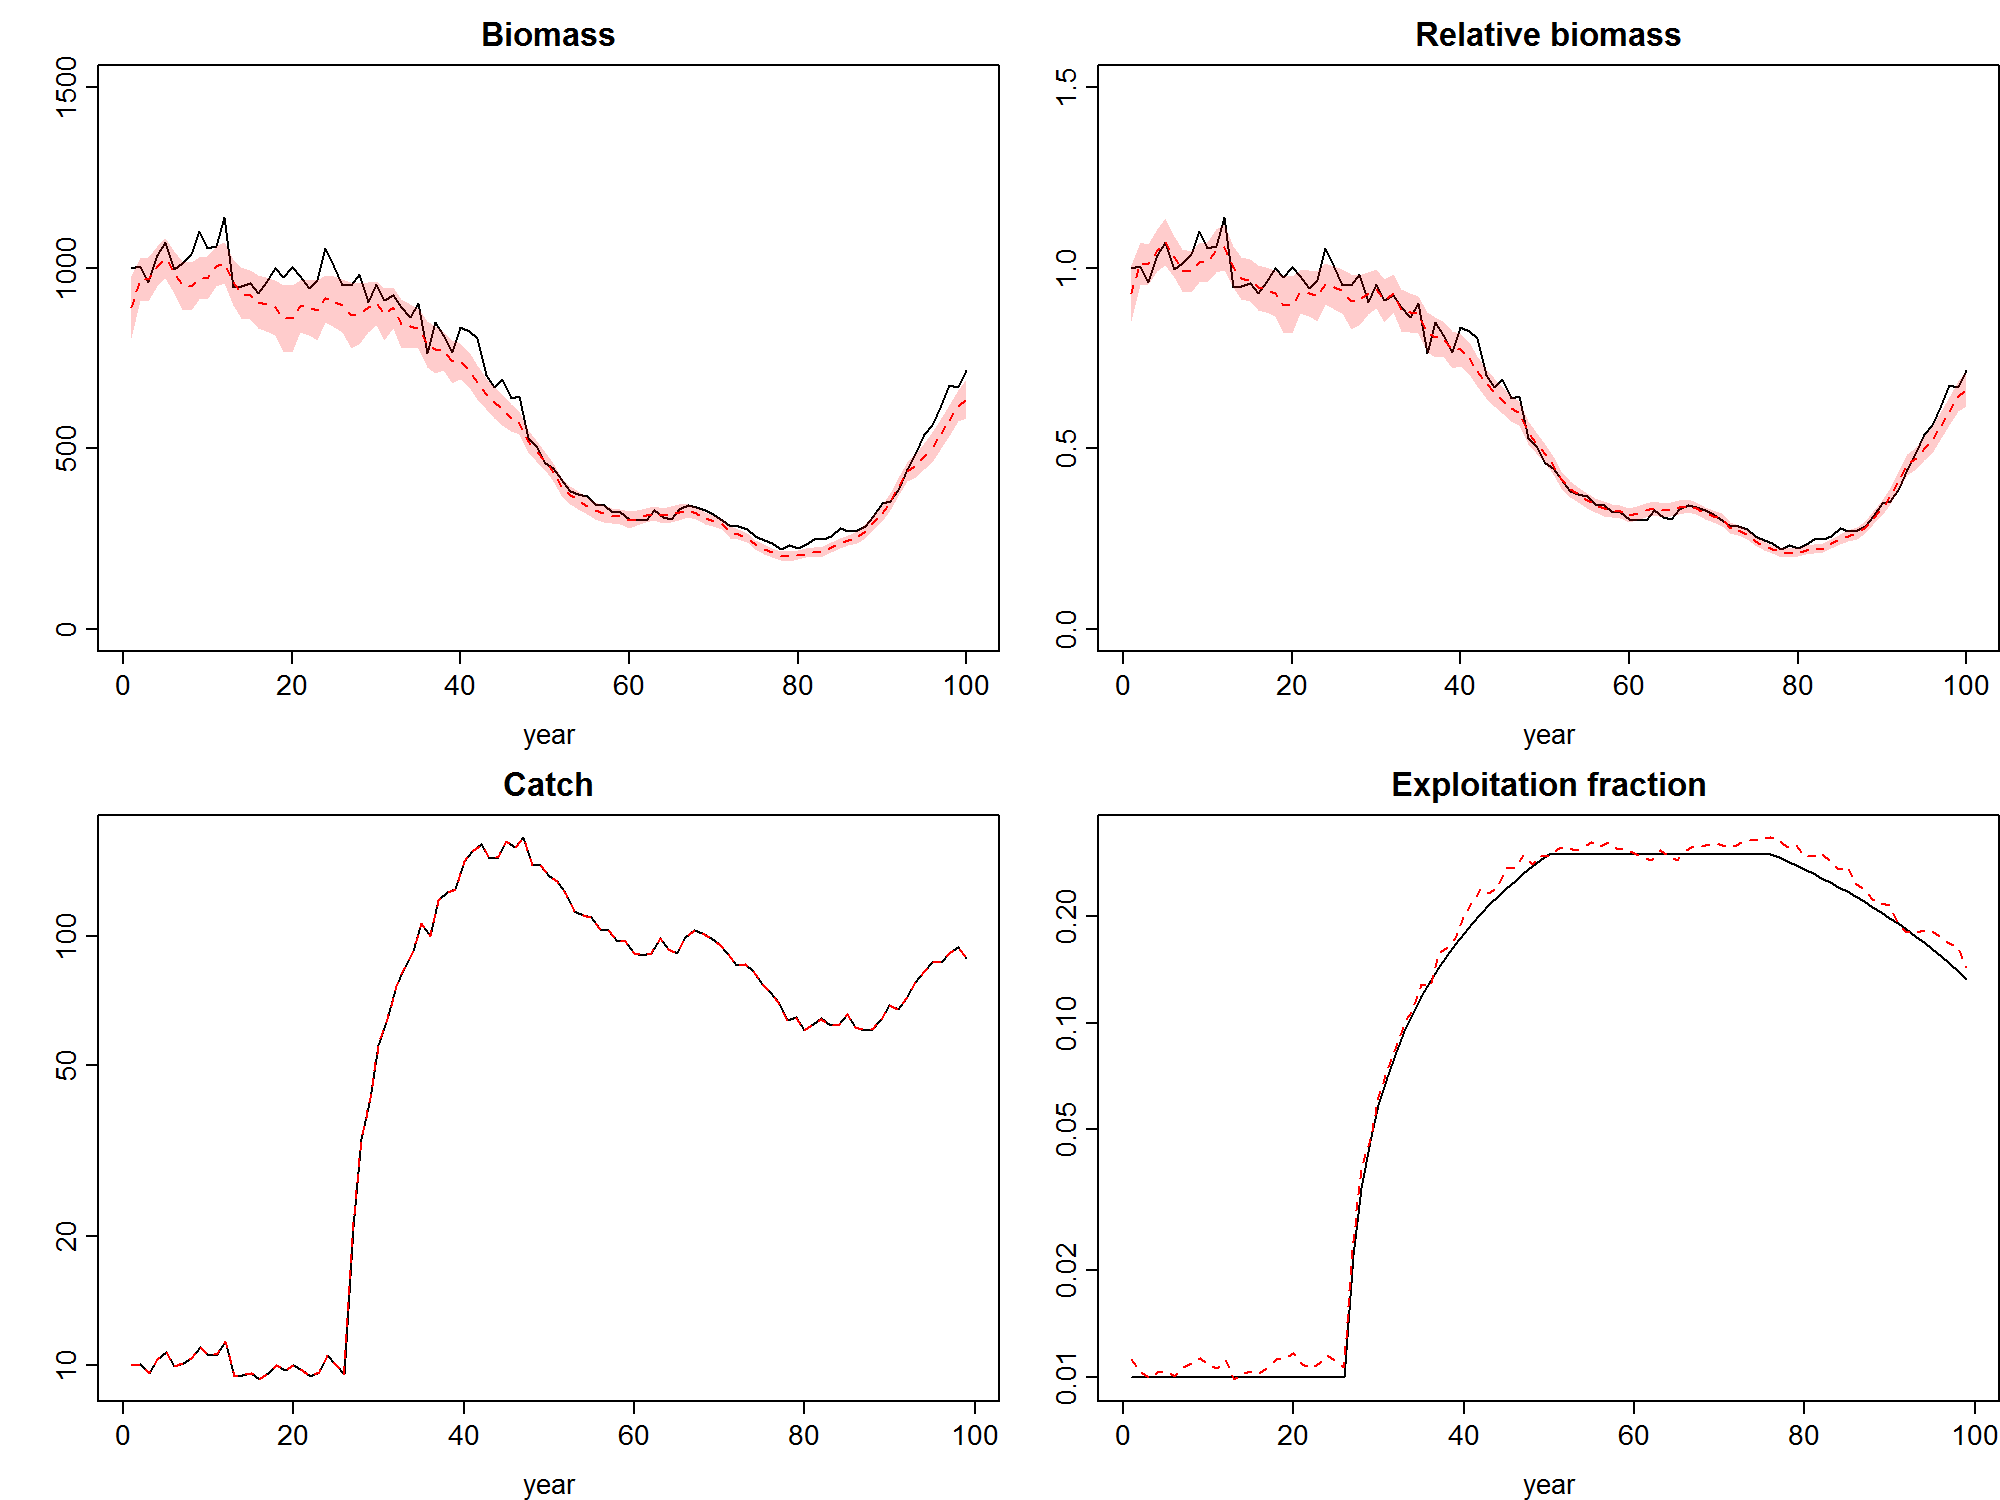 Biomass
1500
1000
500
0
0 20 40 60 80 100
year
Relative biomass
1.5
1.0
0.5
0.0
0 20 40 60 80 100
year
Catch
100
50
20
10
0 20 40 60 80 100
year
Exploitation fraction
0.20
0.10
0.05
0.02
0.01
0 20 40 60 80 100
year